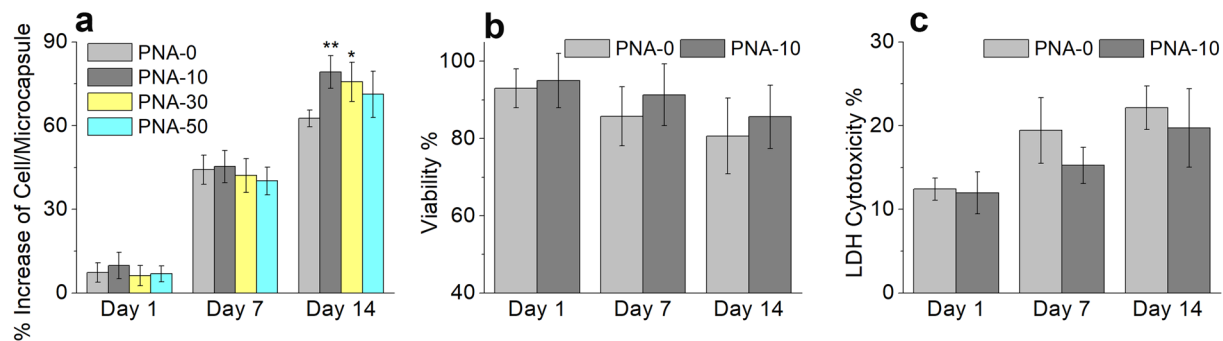 a
% Increase of Cell/Microcapsule
90
60
30
0
PNA-0
PNA-10
PNA-30
PNA-50
** *
Day 1 Day 7 Day 14
b
Viability %
100
80
60
40
PNA-0 PNA-10
Day 1 Day 7 Day 14
c
LDH Cytotoxicity %
30
20
10
0
PNA-0 PNA-10
Day 1 Day 7 Day 14